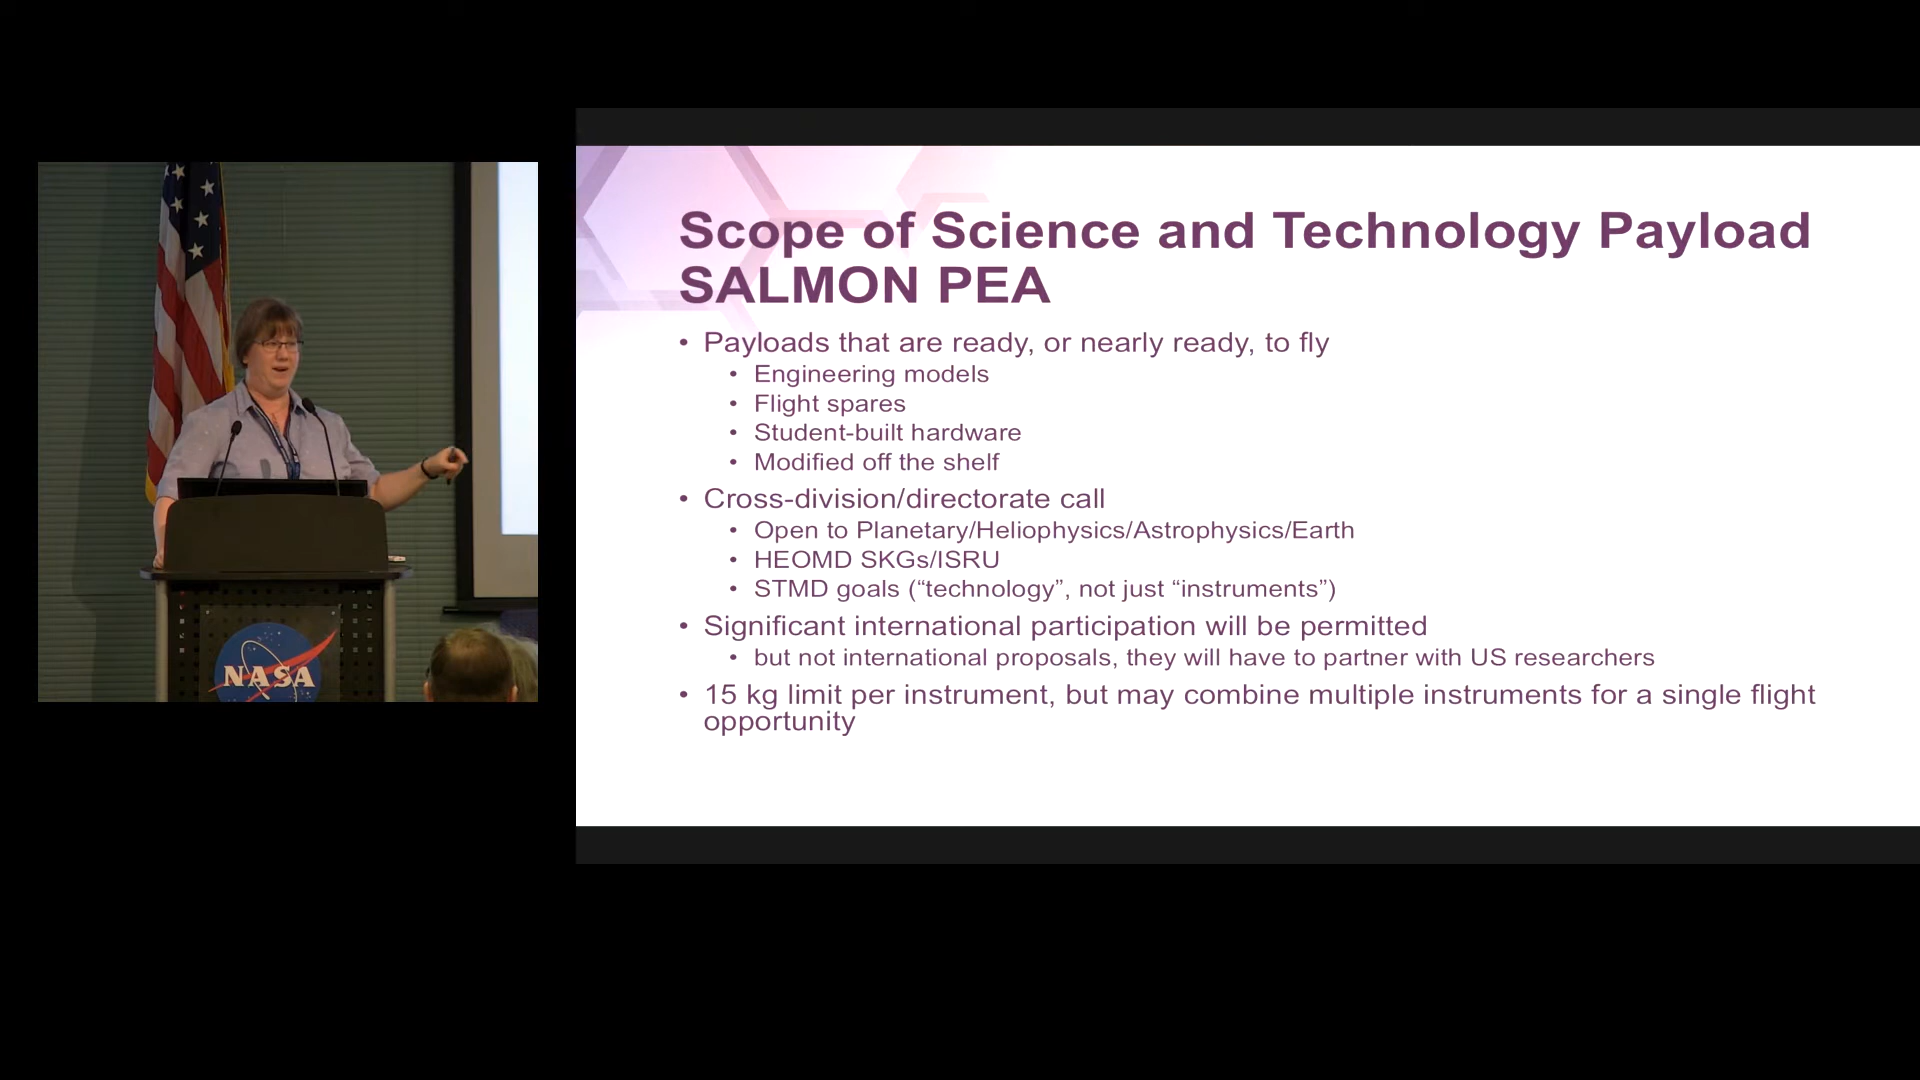 Scope of Science and Technology Payload
SALMON PEA
• Payloads that are ready, or nearly ready, to fly
• Engineering models
• Flight spares
• Student-built hardware
• Modified off the shelf
• Cross-division/directorate call
• Open to Planetary/Heliophysics/Astrophysics/Earth
• HEOMD SKGs/ISRU
• STMD goals (“technology”, not just “instruments”)
• Significant international participation will be permitted
• but not international proposals, they will have to partner with US researchers
• 15 kg limit per instrument, but may combine multiple instruments for a single flight
opportunity
NASA